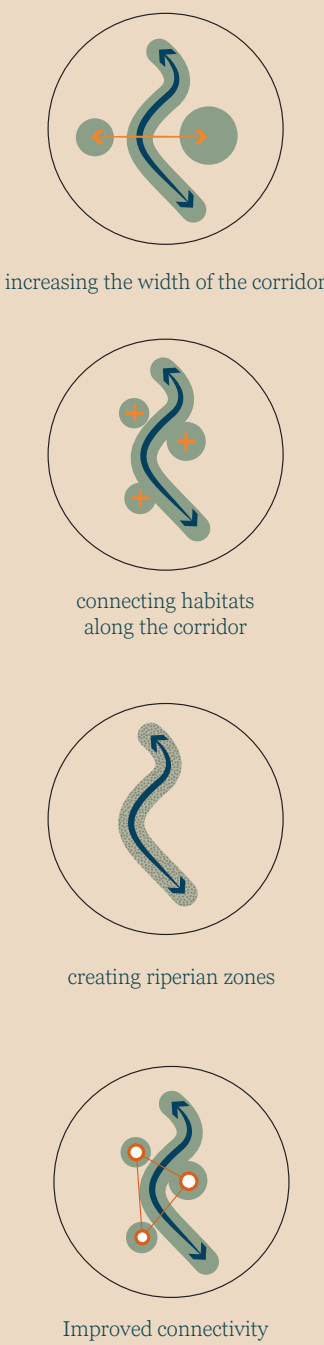 increasing the width of the corridor
connecting habitats
along the corridor
creating riperian zones
Improved connectivity